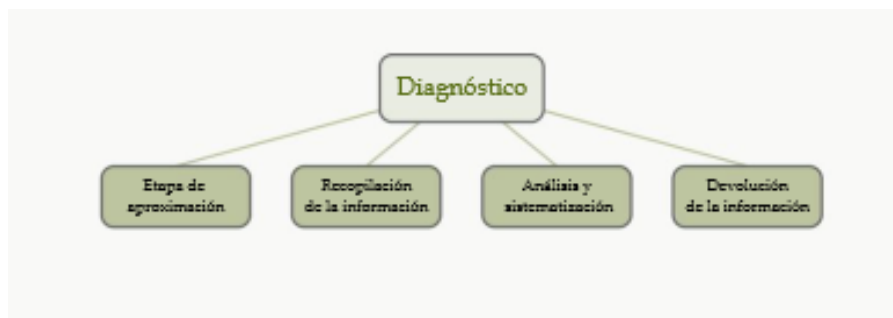 Diagnóstico
Etapa de
aproximación
Recopilación
de la información
Análisis y
sistematización
Devolución
de la información